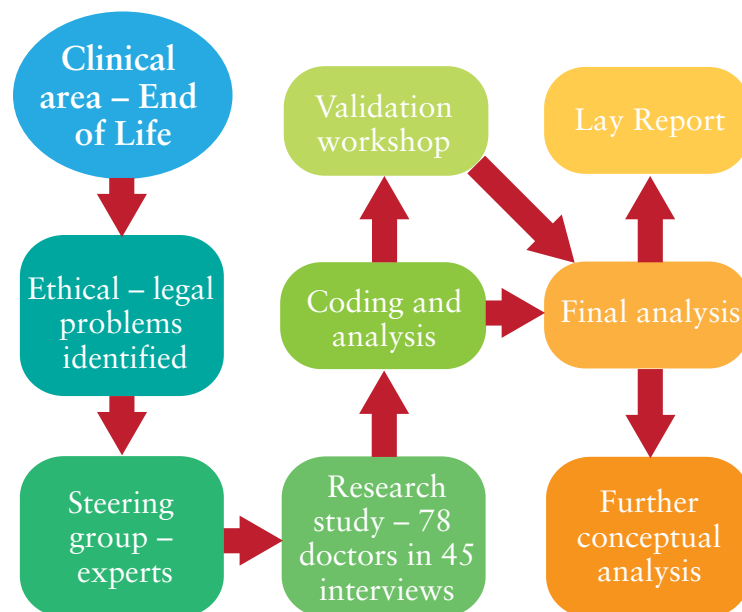 Clinical
area – End
of Life
Ethical – legal
problems
identified
Steering
group –
experts
Research
study – 78
doctors in 45
interviews
Coding and
analysis
Validation
workshop
Final analysis
Lay Report
Further
conceptual
analysis